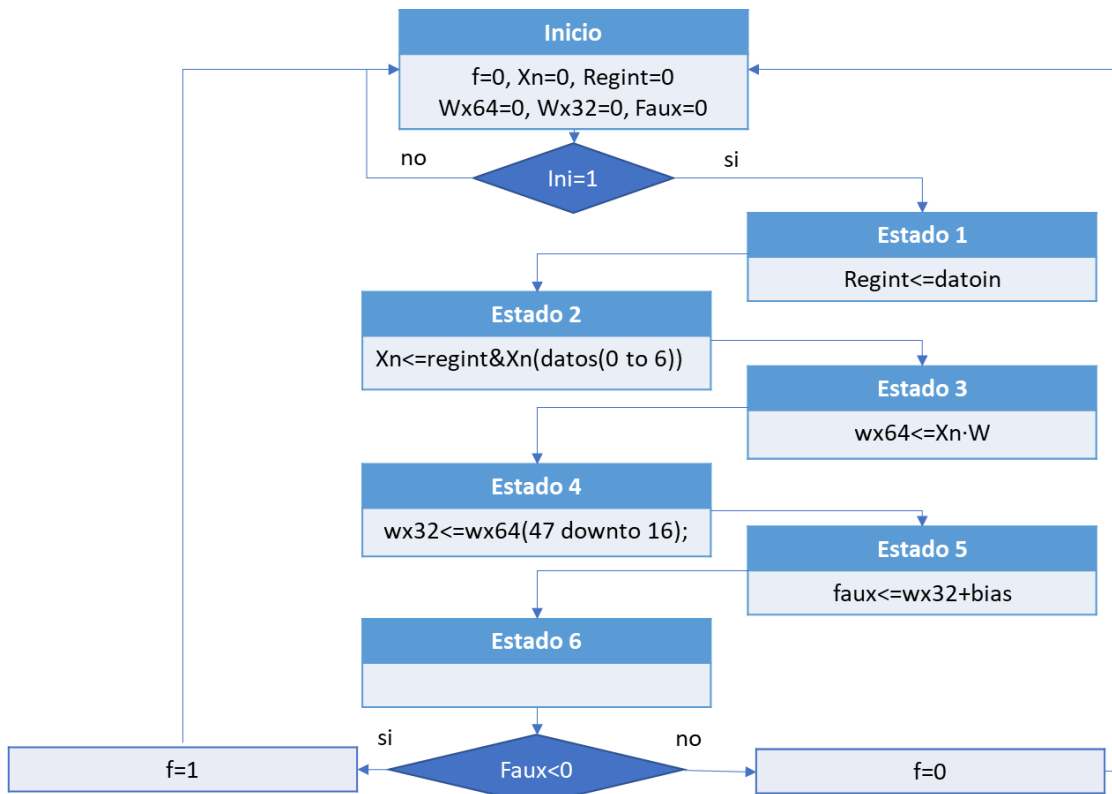 Inicio
f=0, Xn=0, Regint=0
Wx64=0, Wx32=0, Faux=0
no
Ini=1
si
Estado 1
Regint<=datoin
Estado 2
Xn<=regint&Xn(datos(0 to 6))
Estado 3
wx64<=Xn·W
Estado 4
wx32<=wx64(47 downto 16);
Estado 5
faux<=wx32+bias
Estado 6
si
Faux<0
no
f=1
f=0